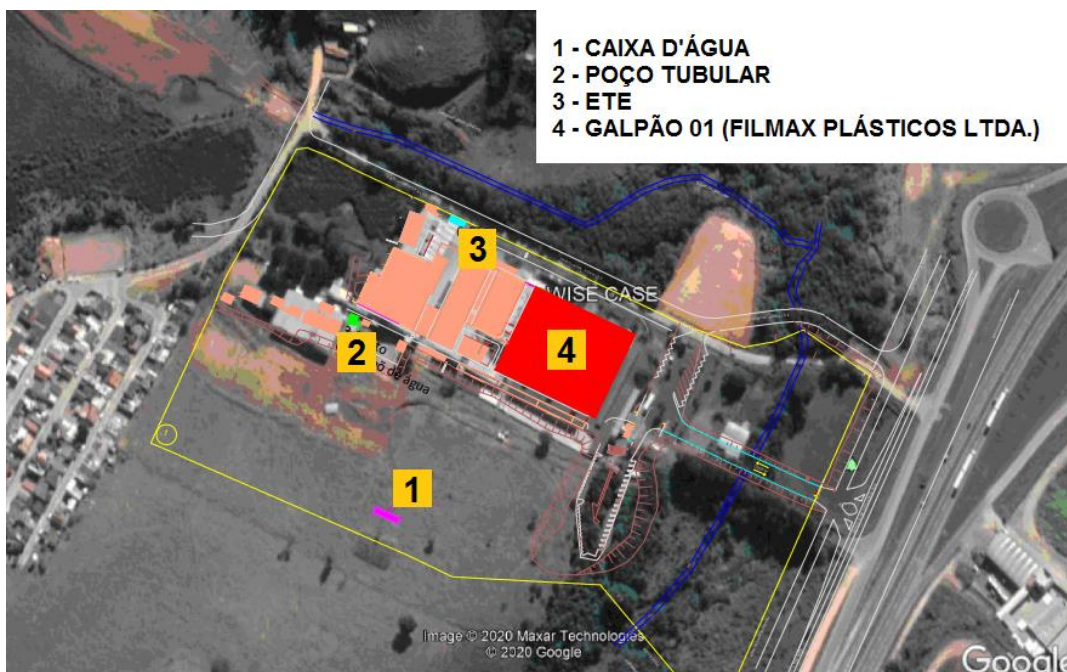 1 - CAIXA D'ÁGUA
2 - POÇO TUBULAR
3 - ETE
4 - GALPÃO 01 (FILMAX PLÁSTICOS LTDA.)
3
WISE CASE
4
2
água
1
Image © 2020 Maxar Technologies
© 2020 Google
Google